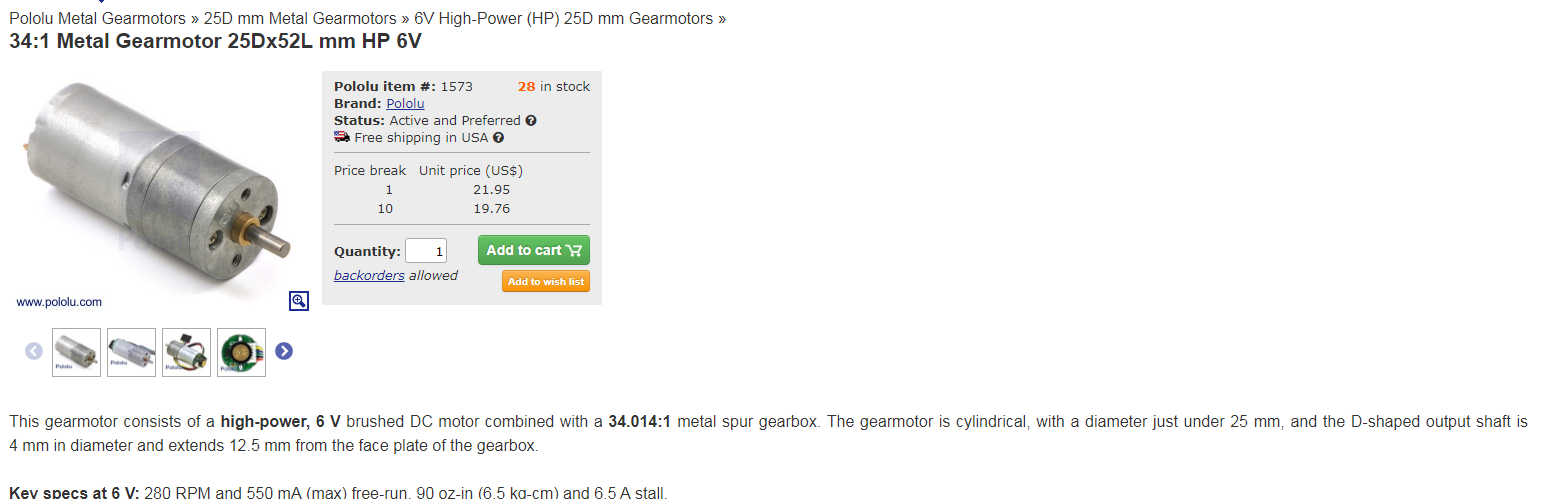 Pololu Metal Gearmotors » 25D mm Metal Gearmotors » 6V High-Power (HP) 25D mm Gearmotors »
34:1 Metal Gearmotor 25Dx52L mm HP 6V
Pololu item #: 1573 28 in stock
Brand: Pololu
Status: Active and Preferred ?
Free shipping in USA ?
Price break Unit price (US$)
1 21.95
10 19.76
Quantity: 1 Add to cart
backorders allowed Add to wish list
www.pololu.com
This gearmotor consists of a high-power, 6 V brushed DC motor combined with a 34.014:1 metal spur gearbox. The gearmotor is cylindrical, with a diameter just under 25 mm, and the D-shaped output shaft is
4 mm in diameter and extends 12.5 mm from the face plate of the gearbox.
Key specs at 6 V: 280 RPM and 550 mA (max) free-run, 90 oz-in (6.5 kg-cm) and 6.5 A stall.